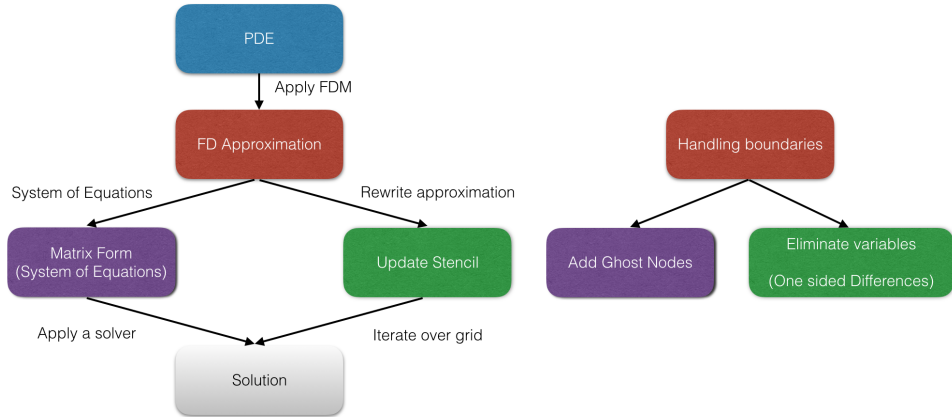 PDE
Apply FDM
FD Approximation
System of Equations
Rewrite approximation
Matrix Form
(System of Equations)
Update Stencil
Apply a solver
Iterate over grid
Solution
Handling boundaries
Add Ghost Nodes
Eliminate variables
(One sided Differences)